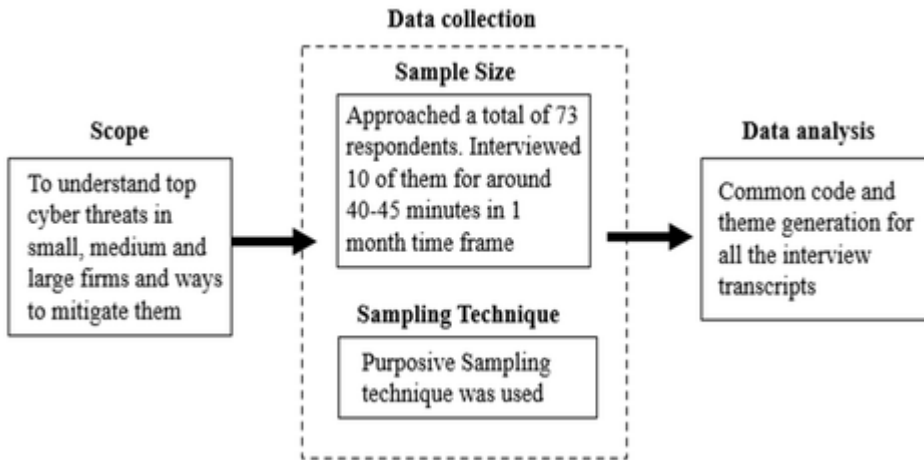 Scope
To understand top
cyber threats in
small, medium and
large firms and ways
to mitigate them
Data collection
Sample Size
Approached a total of 73
respondents. Interviewed
10 of them for around
40-45 minutes in 1
month time frame
Sampling Technique
Purposive Sampling
technique was used
Data analysis
Common code and
theme generation for
all the interview
transcripts